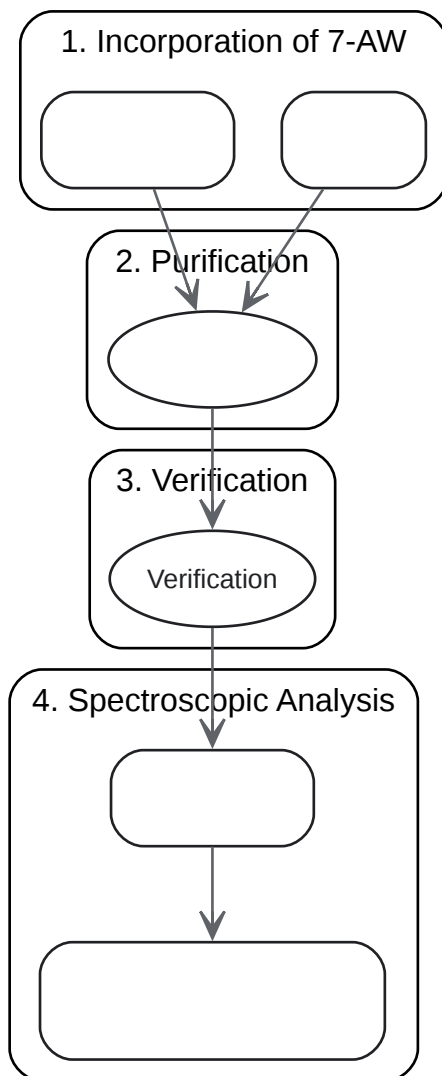 1. Incorporation of 7-AW
2. Purification
3. Verification
Verification
4. Spectroscopic Analysis